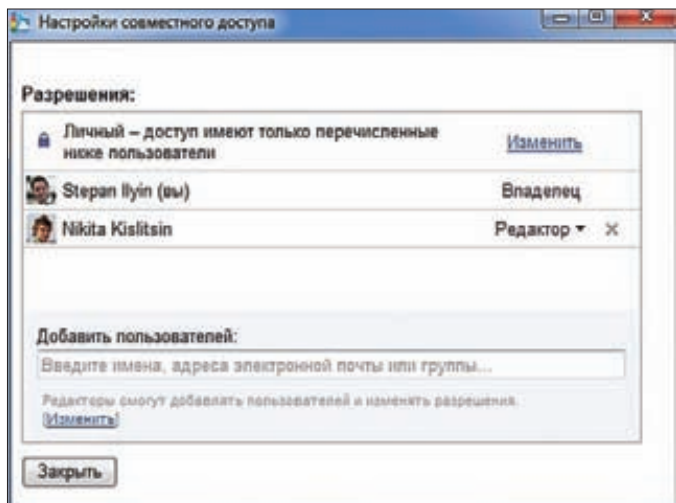 Настройки совместного доступа
Разрешения:
Личный – доступ имеют только перечисленные
ниже пользователи
Изменить
Stepan Ilyin (вы)
Владелец
Nikita Kislitsin
Редактор
Добавить пользователей:
Введите имена, адреса электронной почты или группы...
Редакторы смогут добавлять пользователей и изменять разрешения.
[Изменить]
Закрыть